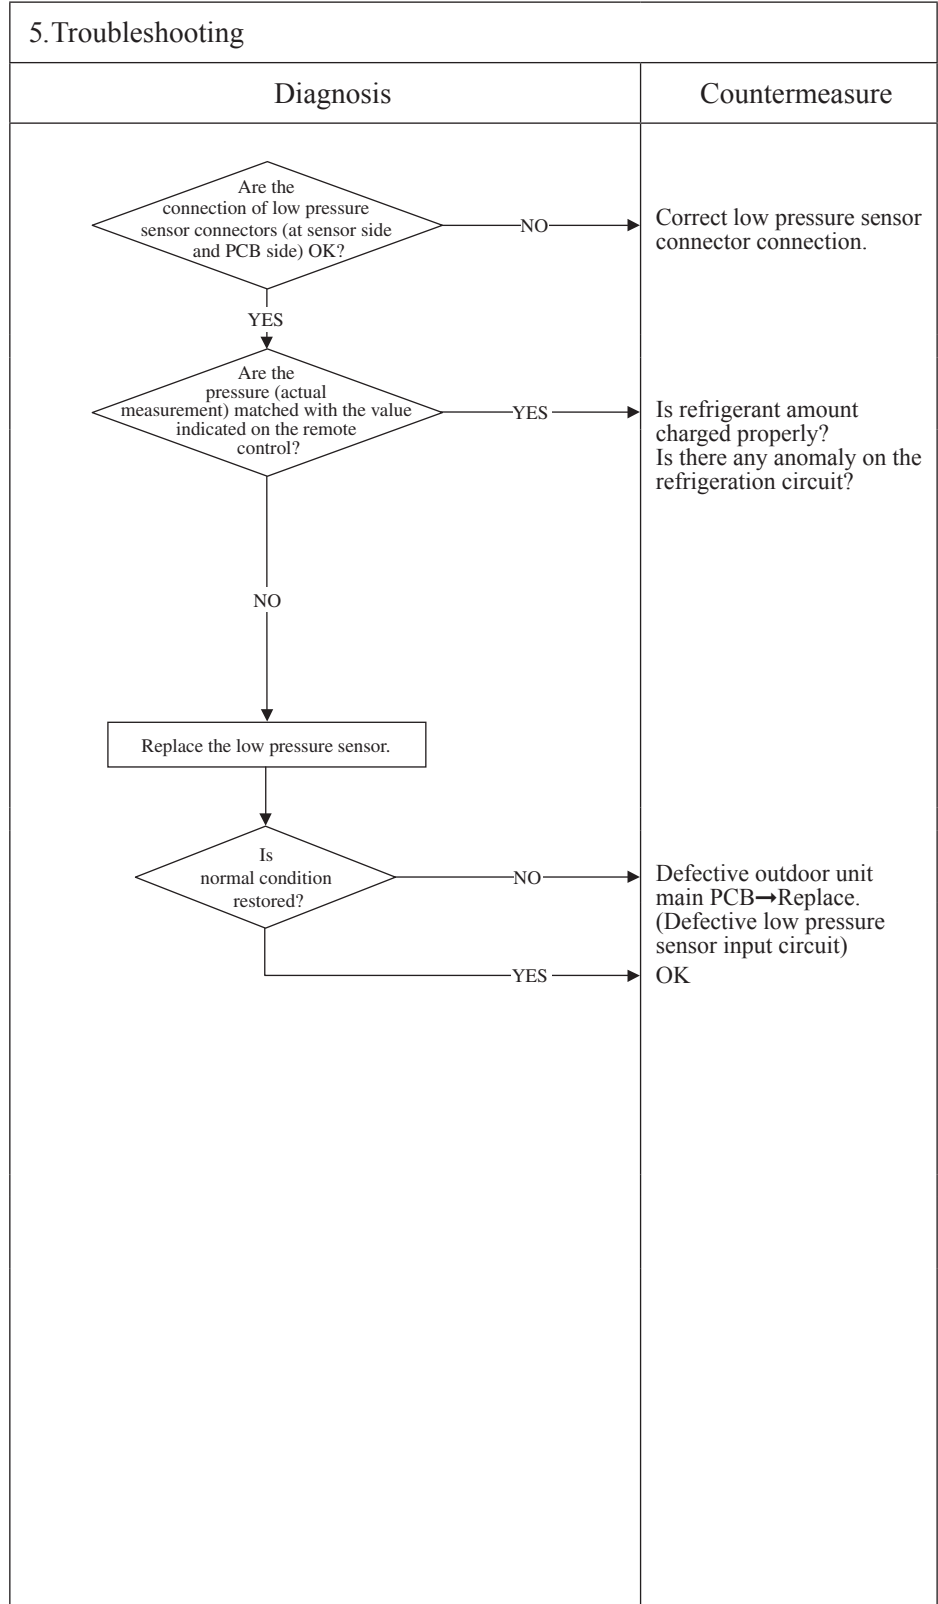 5.Troubleshooting
Diagnosis
Countermeasure
Are the
connection of low pressure
sensor connectors (at sensor side
and PCB side) OK?
NO
Correct low pressure sensor
connector connection.
YES
Are the
pressure (actual
measurement) matched with the value
indicated on the remote
control?
YES
Is refrigerant amount
charged properly?
Is there any anomaly on the
refrigeration circuit?
NO
Replace the low pressure sensor.
Is
normal condition
restored?
NO
Defective outdoor unit
main PCB→Replace.
(Defective low pressure
sensor input circuit)
YES
OK